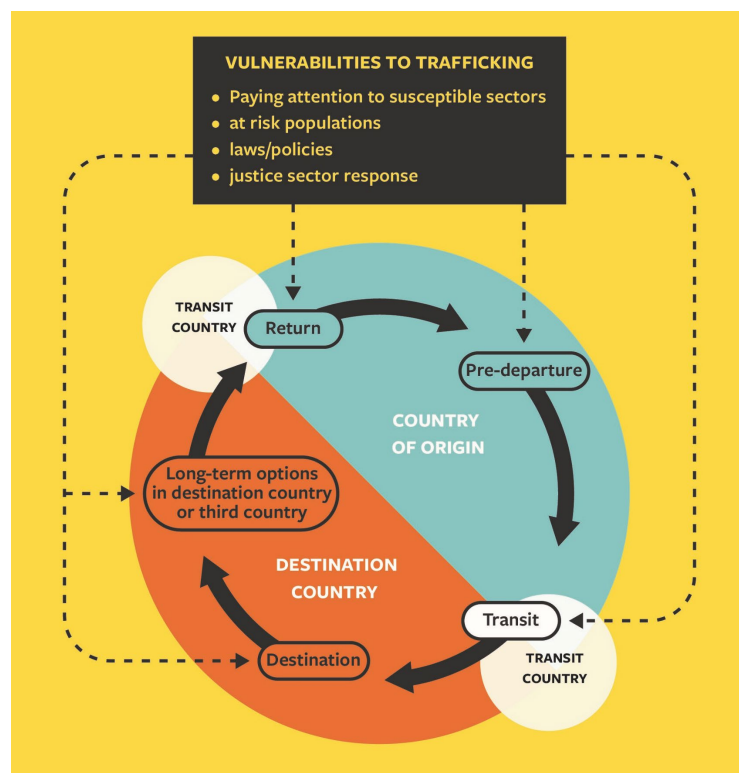 VULNERABILITIES TO TRAFFICKING
• Paying attention to susceptible sectors
• at risk populations
• laws/policies
• justice sector response
TRANSIT
COUNTRY
Return
Pre-departure
COUNTRY
OF ORIGIN
Long-term options
in destination country
or third country
DESTINATION
COUNTRY
Transit
Destination
TRANSIT
COUNTRY